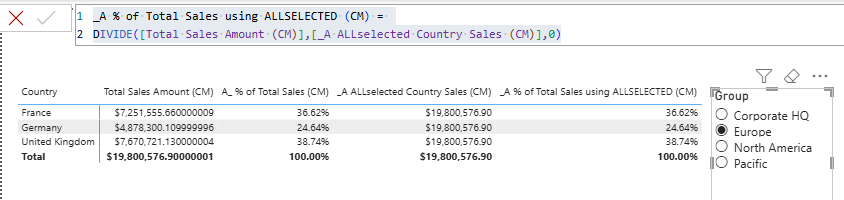 1 _A % of Total Sales using ALLSELECTED (CM) =
2 DIVIDE([Total Sales Amount (CM)],[_A ALLselected Country Sales (CM)],0)
Country Total Sales Amount (CM) A_ % of Total Sales (CM) _A ALLselected Country Sales (CM) _A % of Total Sales using ALLSELECTED (CM)
France $7,251,555.660000009 36.62% $19,800,576.90 36.62%
Germany $4,878,300.109999996 24.64% $19,800,576.90 24.64%
United Kingdom $7,670,721.130000004 38.74% $19,800,576.90 38.74%
Total $19,800,576.90000001 100.00% $19,800,576.90 100.00%
Group
Corporate HQ
Europe
North America
Pacific